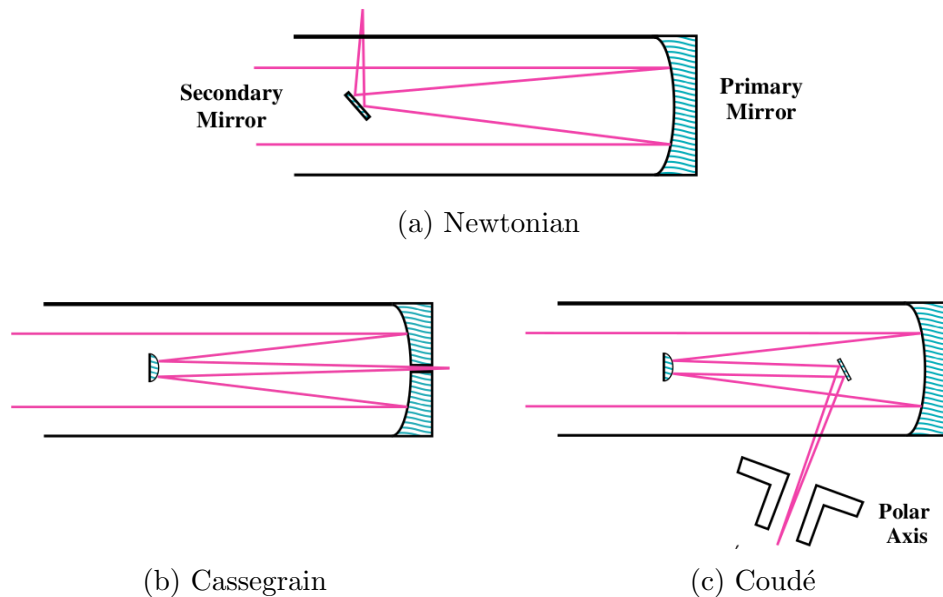 Secondary
Mirror
Primary
Mirror
(a) Newtonian
Polar
Axis
(b) Cassegrain
(c) Coudé